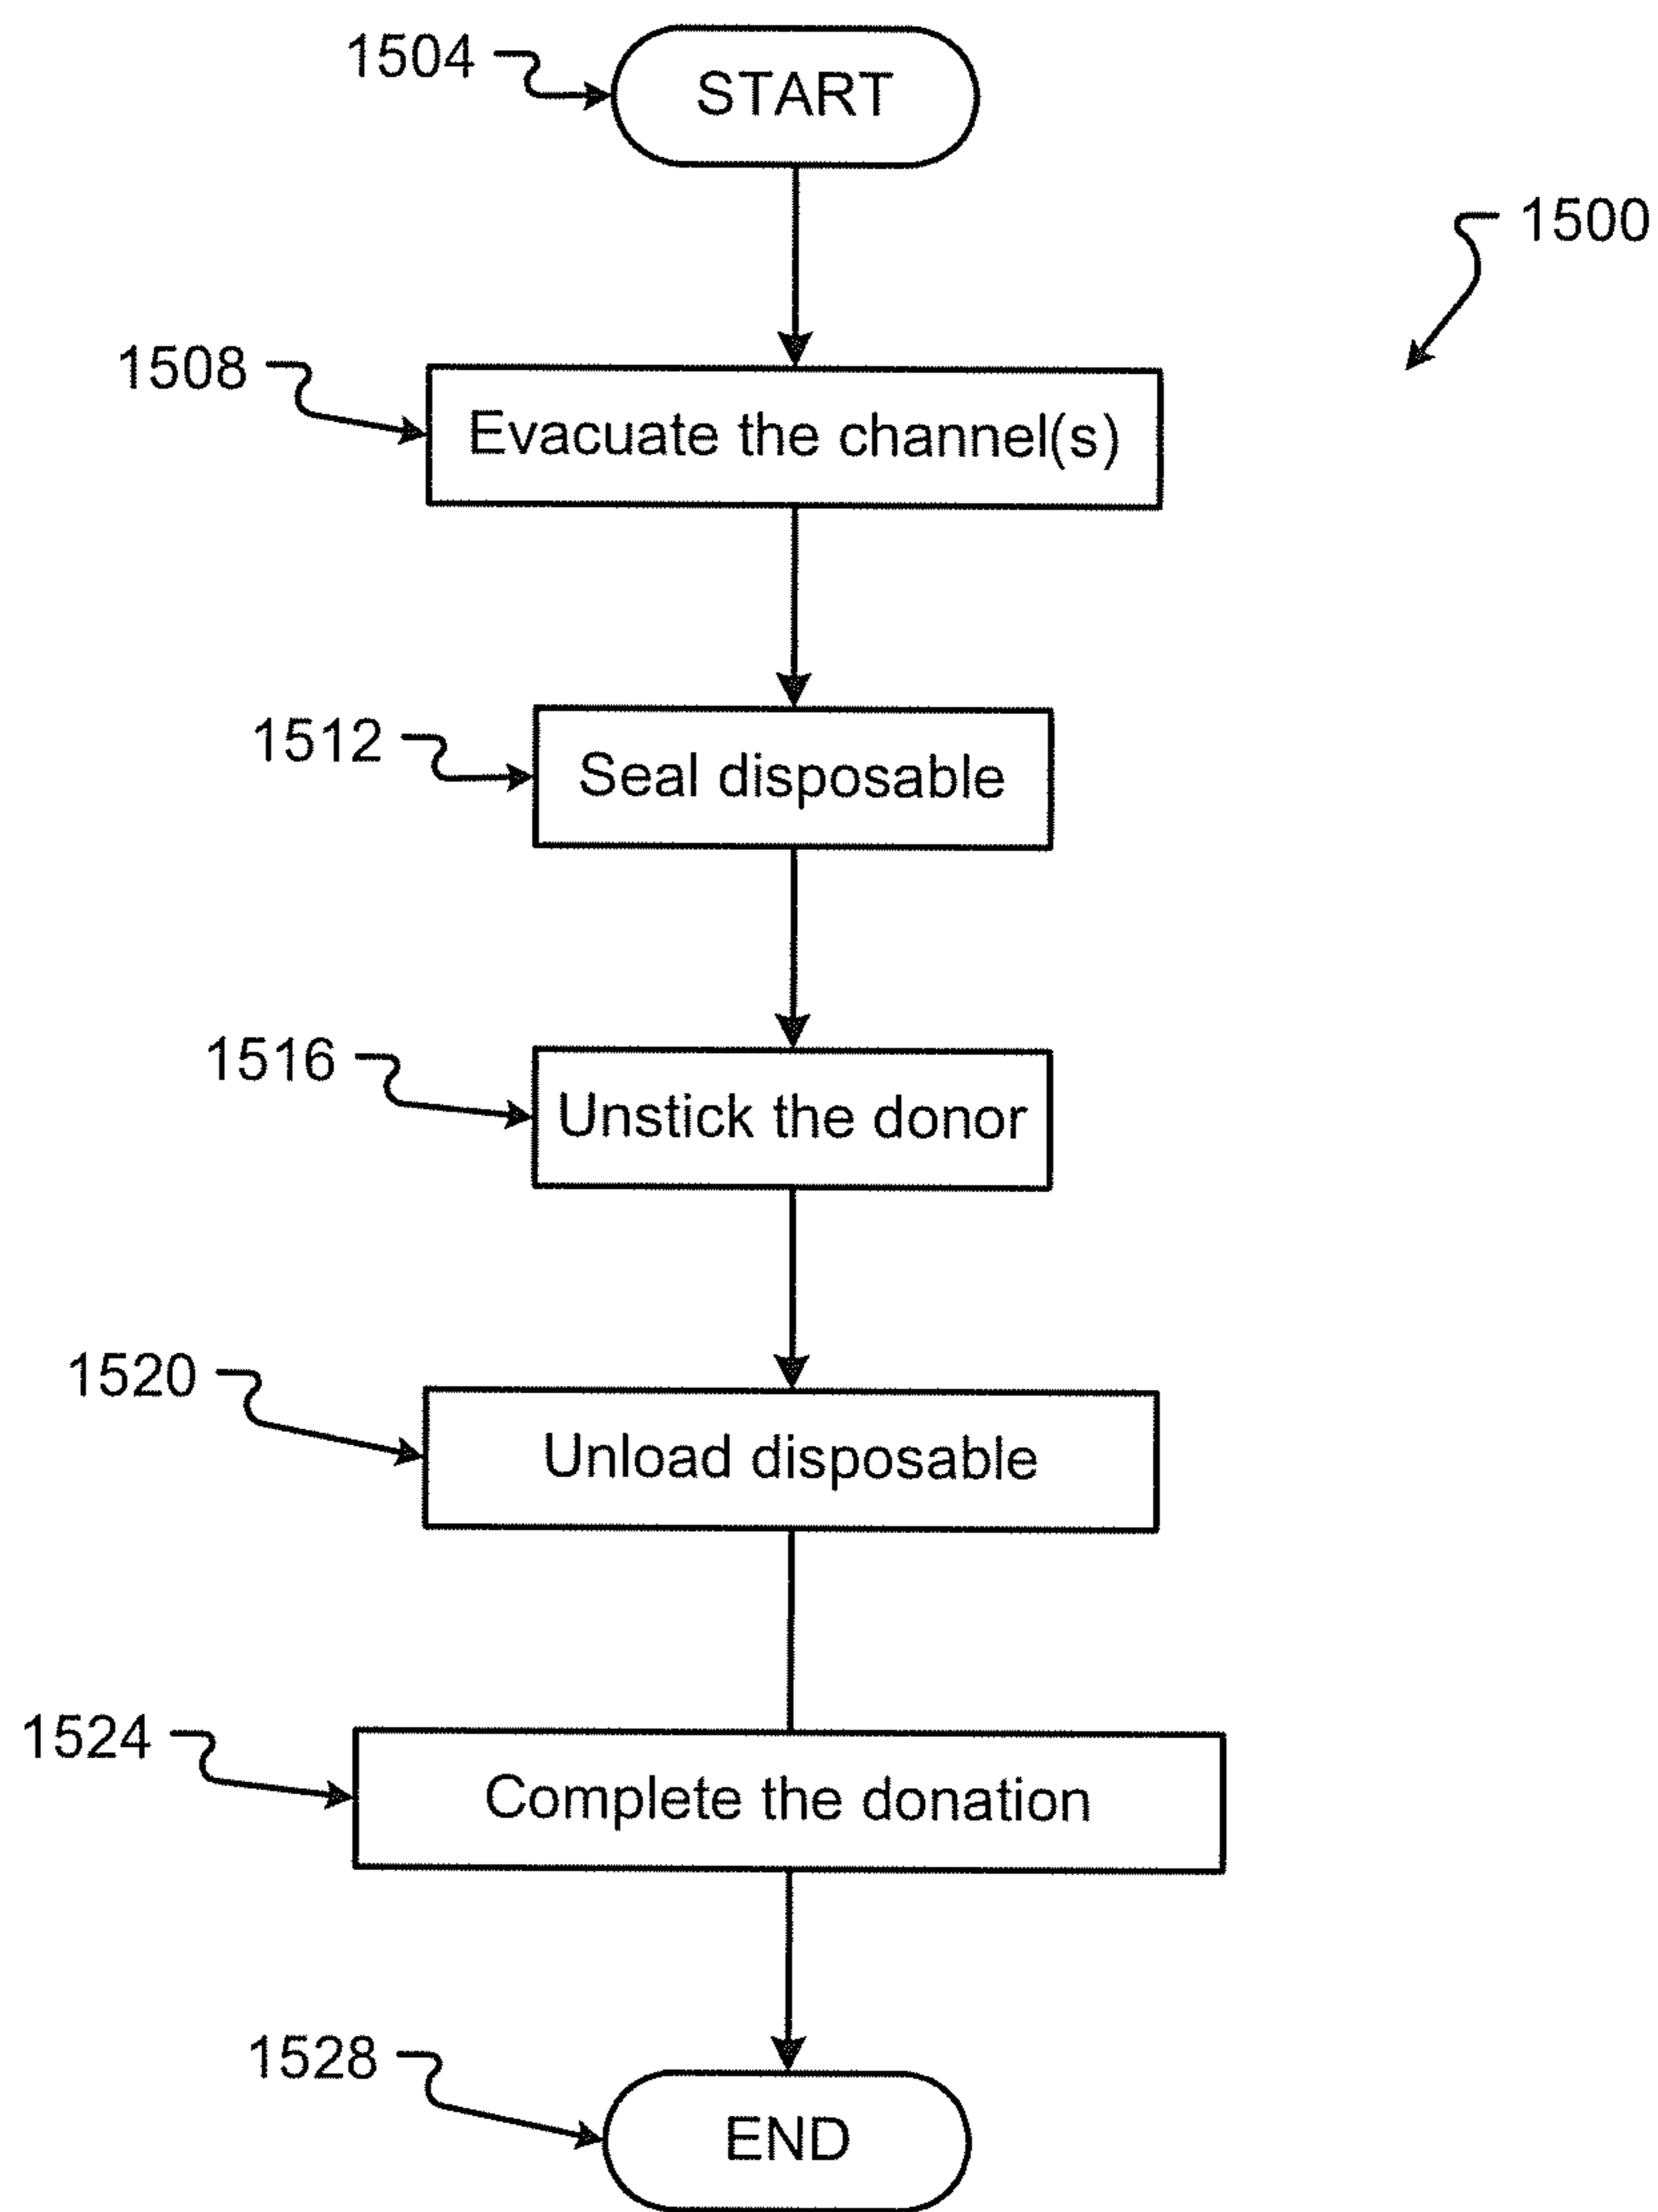 1504
START
1500
1508
Evacuate the channel(s)
1512
Seal disposable
1516
Unstick the donor
1520
Unload disposable
1524
Complete the donation
1528
END